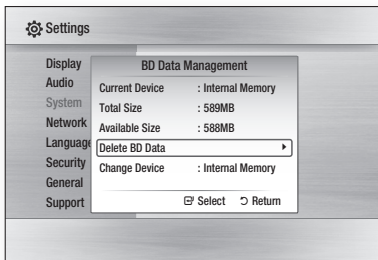 Settings
Display
Audio
System
Network
Language
Security
General
Support
BD Data Management
Current Device : Internal Memory
Total Size : 589MB
Available Size : 588MB
Delete BD Data
Change Device : Internal Memory
Select Return